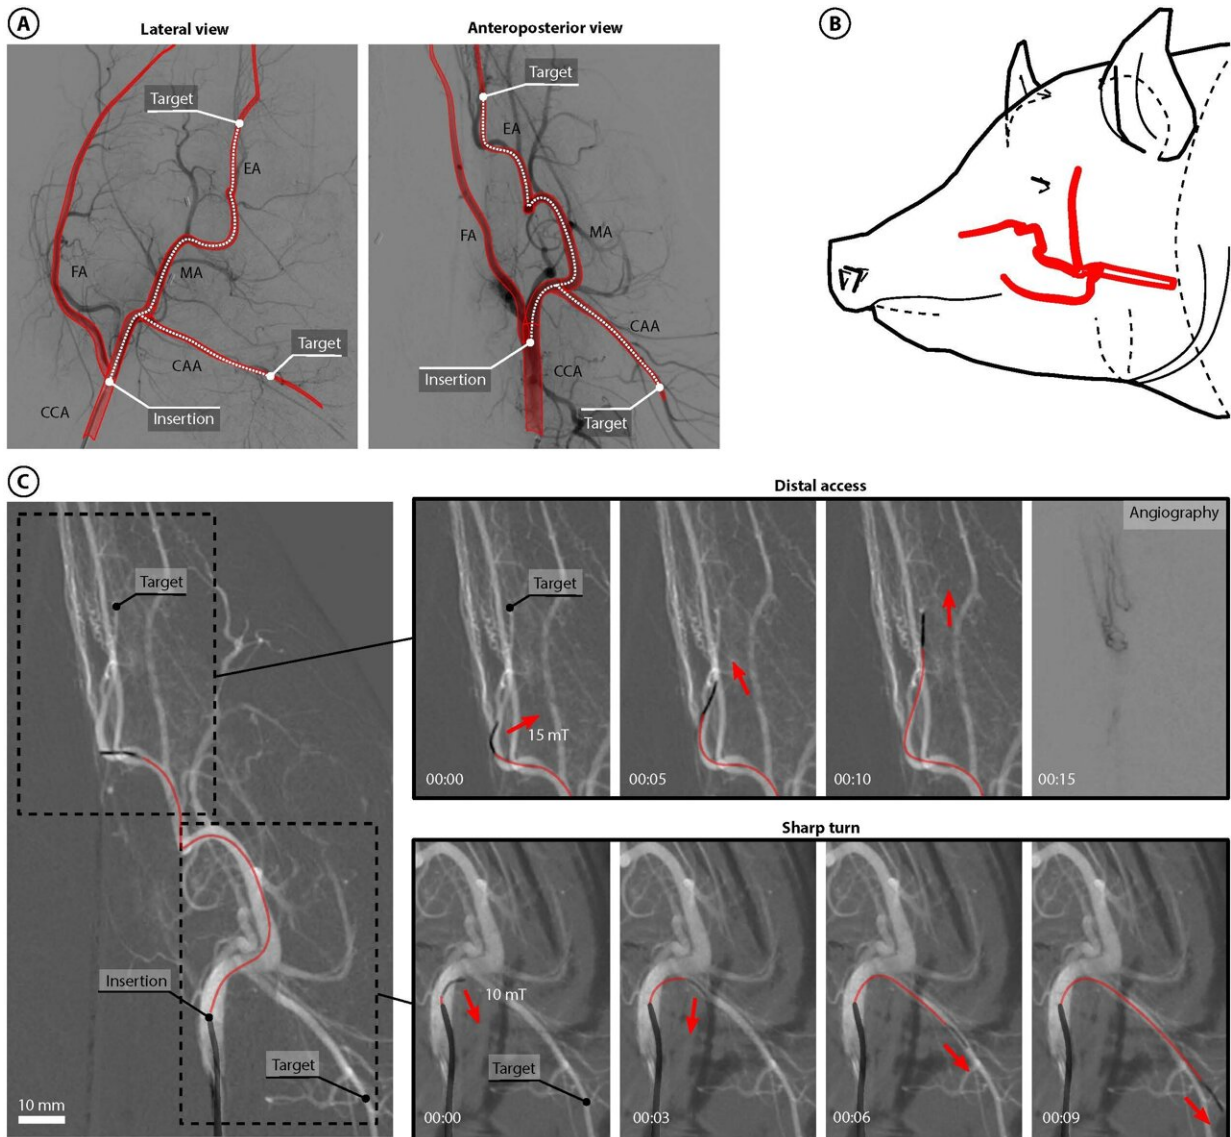 A
Lateral view
Anteroposterior view
B
Target
EA
FA
MA
CAA
Target
CCA
Insertion
Target
EA
FA
MA
CAA
Insertion
CCA
Target
C
Distal access
Target
Insertion
Target
10 mm
Target
15 mT
00:00
00:05
00:10
Angiography
00:15
Sharp turn
10 mT
Target
00:00
00:03
00:06
00:09